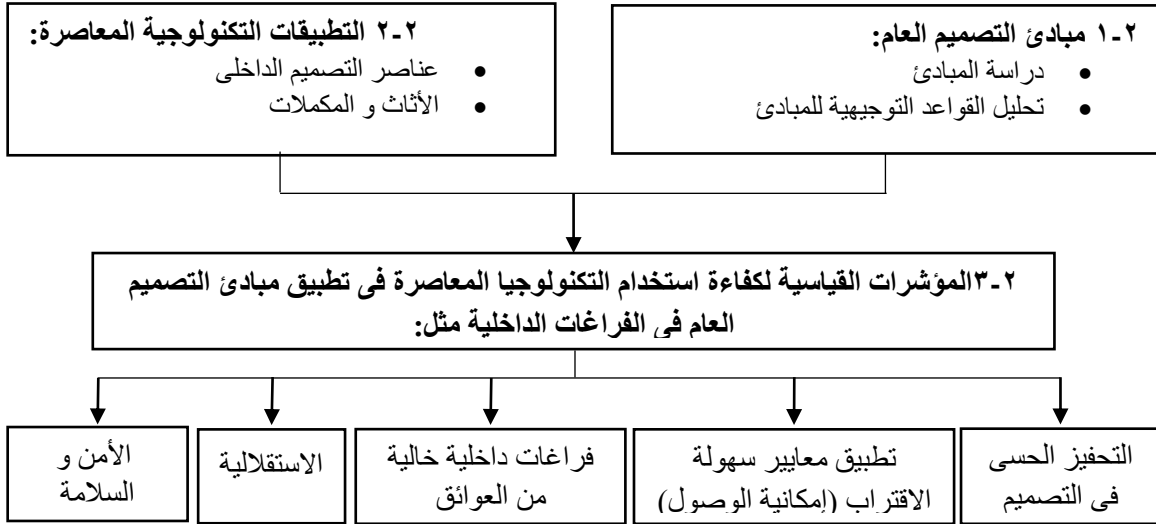 ٢-١ مبادئ التصميم العام:
• دراسة المبادئ
• تحليل القواعد التوجيهية للمبادئ
٢-٢ التطبيقات التكنولوجية المعاصرة:
• عناصر التصميم الداخلى
• الأثاث و المكملات
٢-٣المؤشرات القياسية لكفاءة استخدام التكنولوجيا المعاصرة فى تطبيق مبادئ التصميم
العام فى الفراغات الداخلية مثل:
التحفيز الحسى
فى التصميم
تطبيق معايير سهولة
الاقتراب (إمكانية الوصول)
فراغات داخلية خالية
من العوائق
الاستقلالية
الأمن و
السلامة